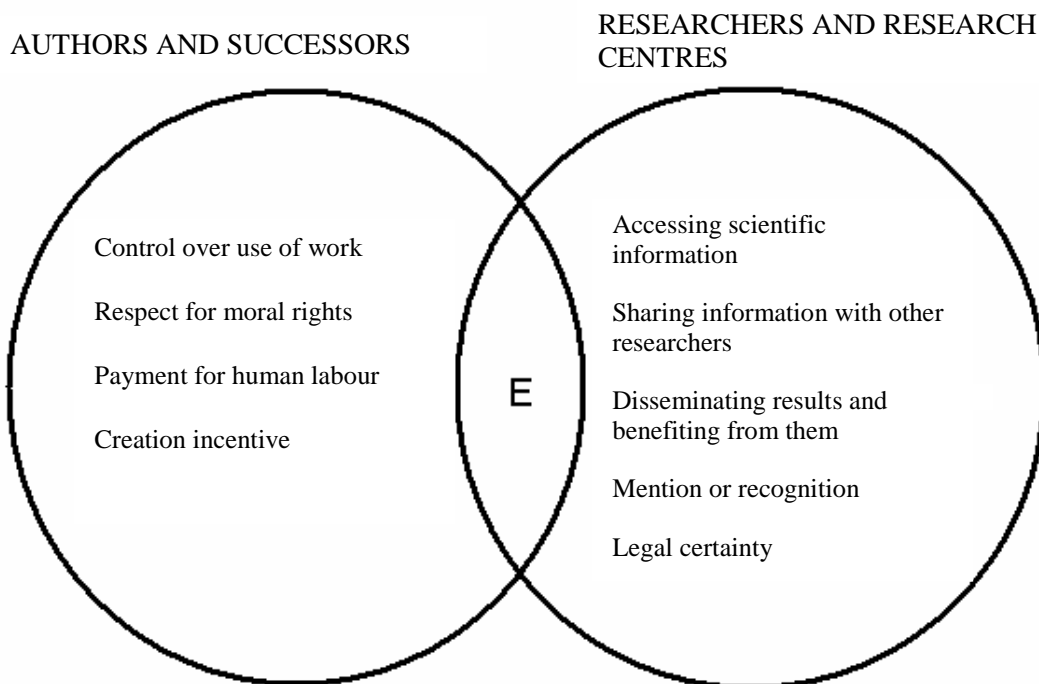 AUTHORS AND SUCCESSORS
RESEARCHERS AND RESEARCH
CENTRES
Control over use of work
Respect for moral rights
Payment for human labour
Creation incentive
E
Accessing scientific
information
Sharing information with other
researchers
Disseminating results and
benefiting from them
Mention or recognition
Legal certainty